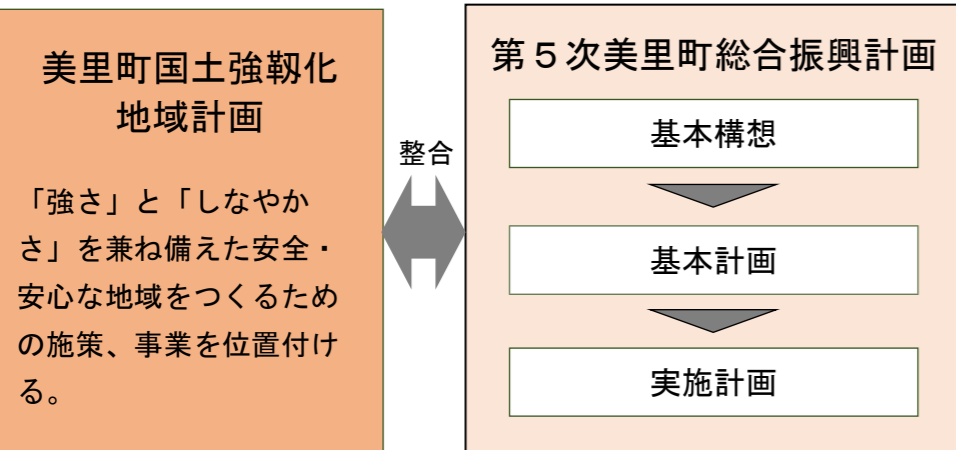 美里町国土強靱化
地域計画
「強さ」と「しなやか
さ」を兼ね備えた安全・
安心な地域をつくるため
の施策、事業を位置付け
る。
整合
第５次美里町総合振興計画
基本構想
基本計画
実施計画